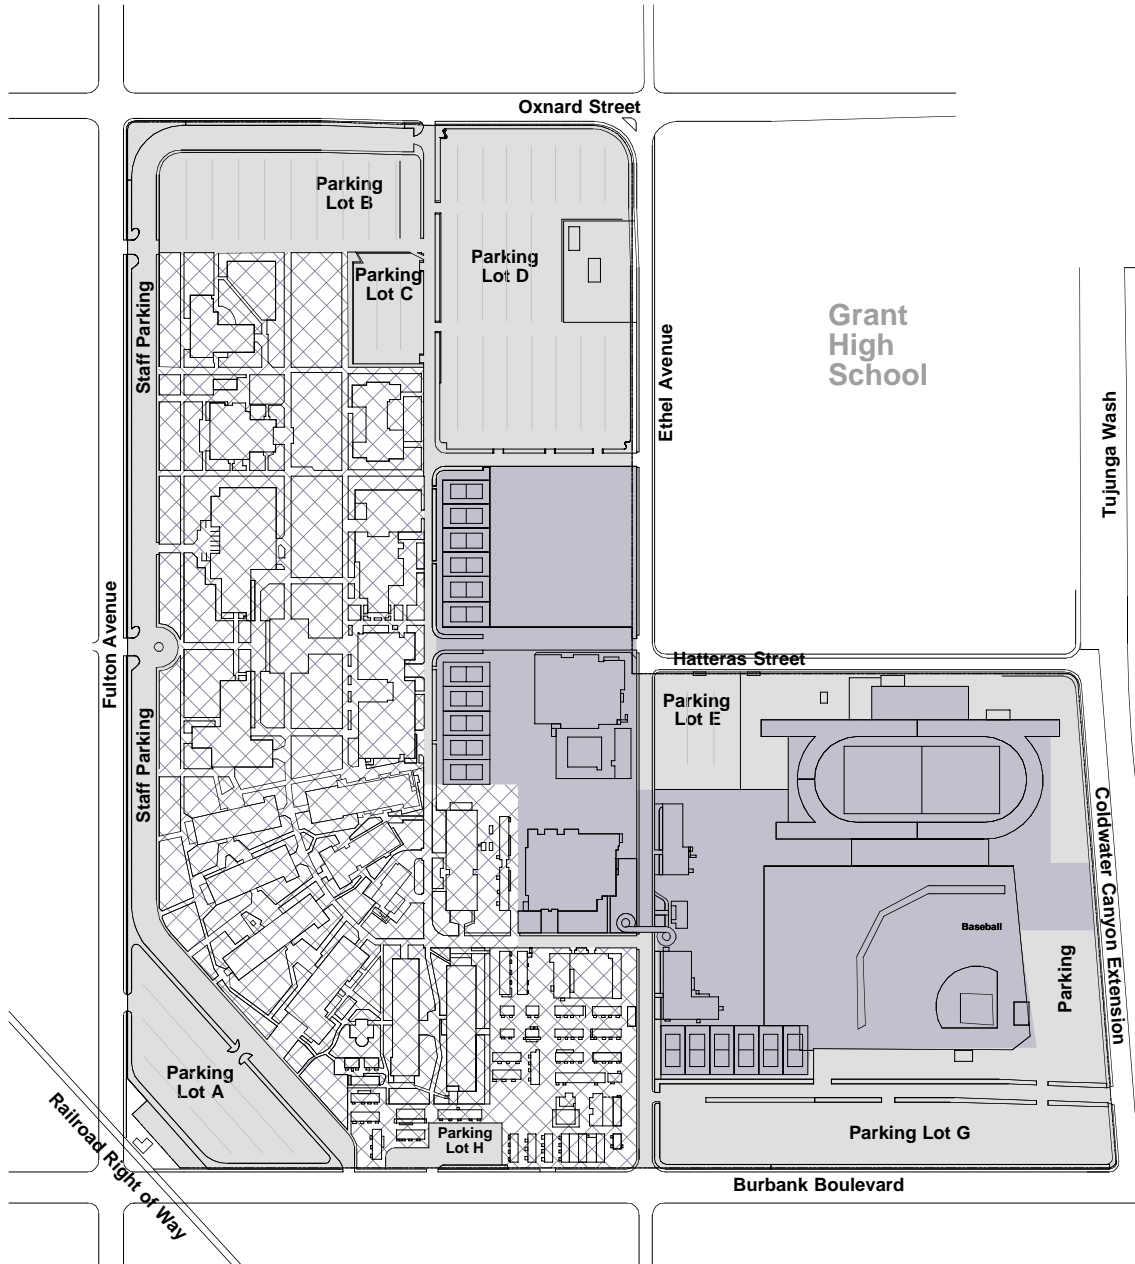 Oxnard Street
Parking
Lot B
Parking
Lot D
Parking
Lot C
Staff Parking
Grant
High
School
Ethel Avenue
Tujunga Wash
Fulton Avenue
Hatteras Street
Parking
Lot E
Staff Parking
Coldwater Canyon Extension
Baseball
Parking
Parking
Lot A
Railroad Right of Way
Parking
Lot H
Parking Lot G
Burbank Boulevard